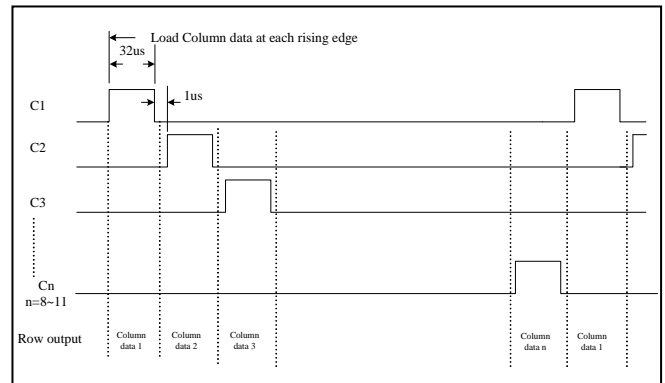 Load Column data at each rising edge
32us
1us
C1
C2
C3
Cn
n=8~11
Row output
Column
data 1
Column
data 2
Column
data 3
Column
data n
Column
data 1